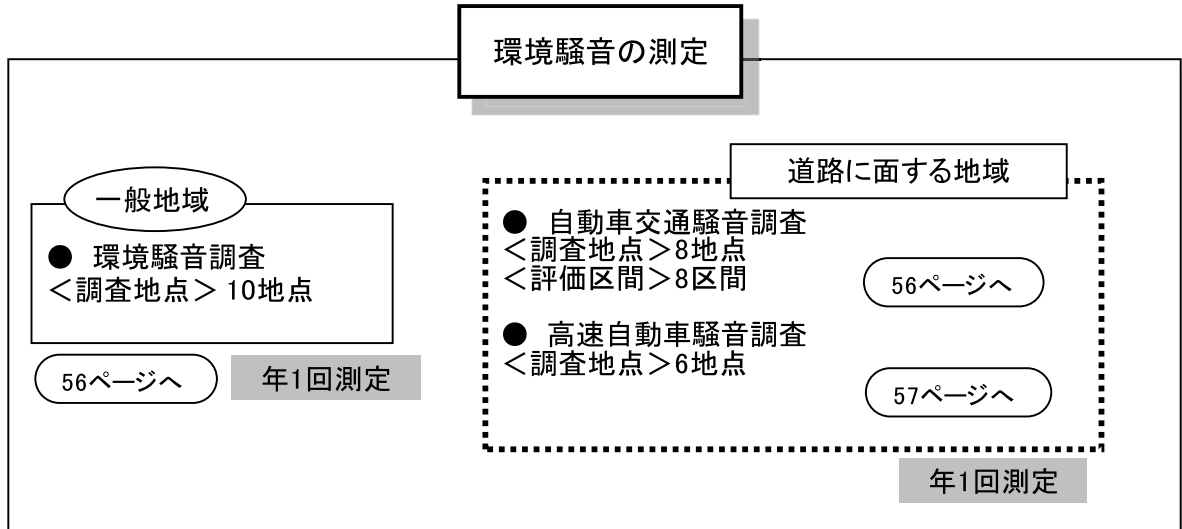 環境騒音の測定
一般地域
● 環境騒音調査
＜調査地点＞ 10地点
56ページへ
年1回測定
道路に面する地域
● 自動車交通騒音調査
＜調査地点＞8地点
＜評価区間＞8区間
56ページへ
● 高速自動車騒音調査
＜調査地点＞6地点
57ページへ
年1回測定